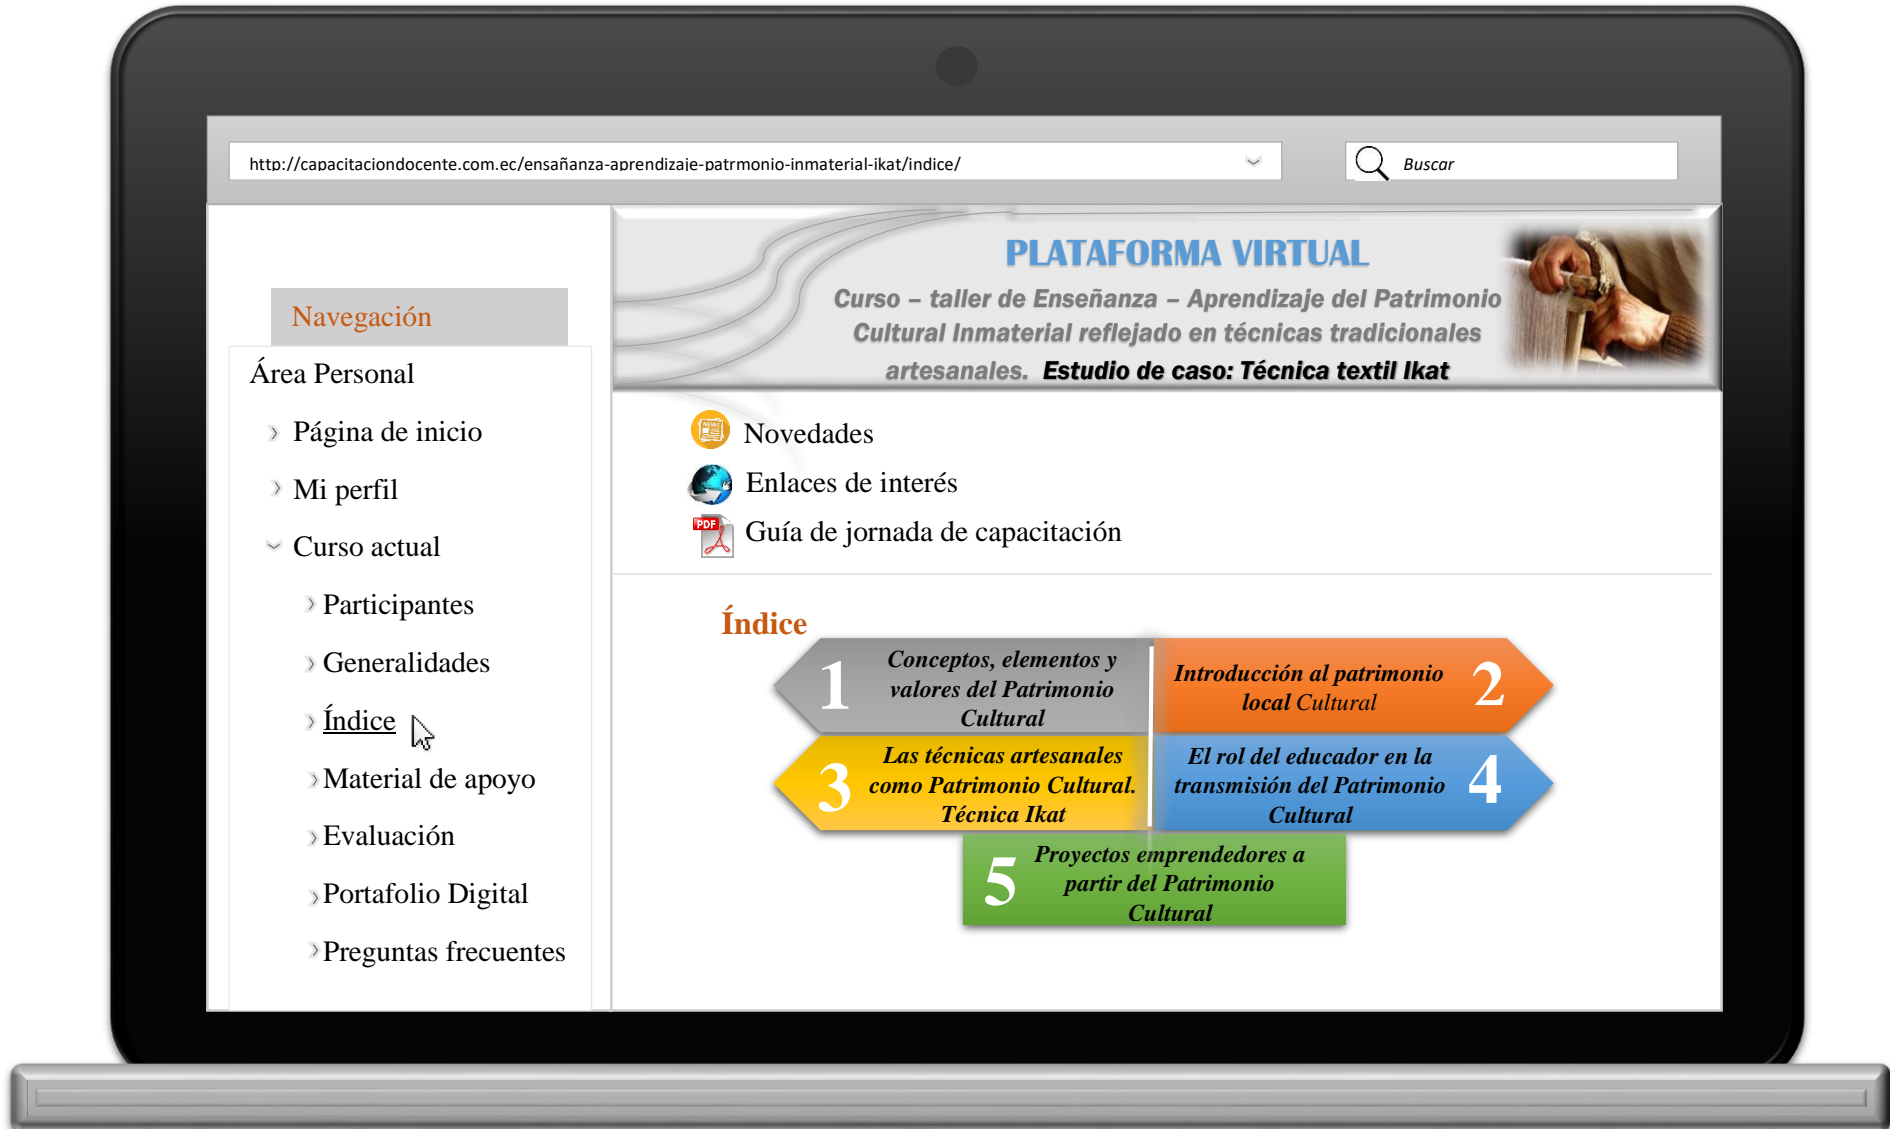 http://capacitaciondocente.com.ec/ensañanza-aprendizaje-patrmonio-inmaterial-ikat/indice/
Buscar
Navegación
Área Personal
Página de inicio
Mi perfil
Curso actual
Participantes
Generalidades
Índice
Material de apoyo
Evaluación
Portafolio Digital
Preguntas frecuentes
PLATAFORMA VIRTUAL
Curso – taller de Enseñanza – Aprendizaje del Patrimonio
Cultural Inmaterial reflejado en técnicas tradicionales
artesanales. Estudio de caso: Técnica textil Ikat
NEWS
Novedades
Enlaces de interés
PDF
Guía de jornada de capacitación
Índice
1
Conceptos, elementos y
valores del Patrimonio
Cultural
Introducción al patrimonio
local Cultural
2
3
Las técnicas artesanales
como Patrimonio Cultural.
Técnica Ikat
El rol del educador en la
transmisión del Patrimonio
Cultural
4
5
Proyectos emprendedores a
partir del Patrimonio
Cultural